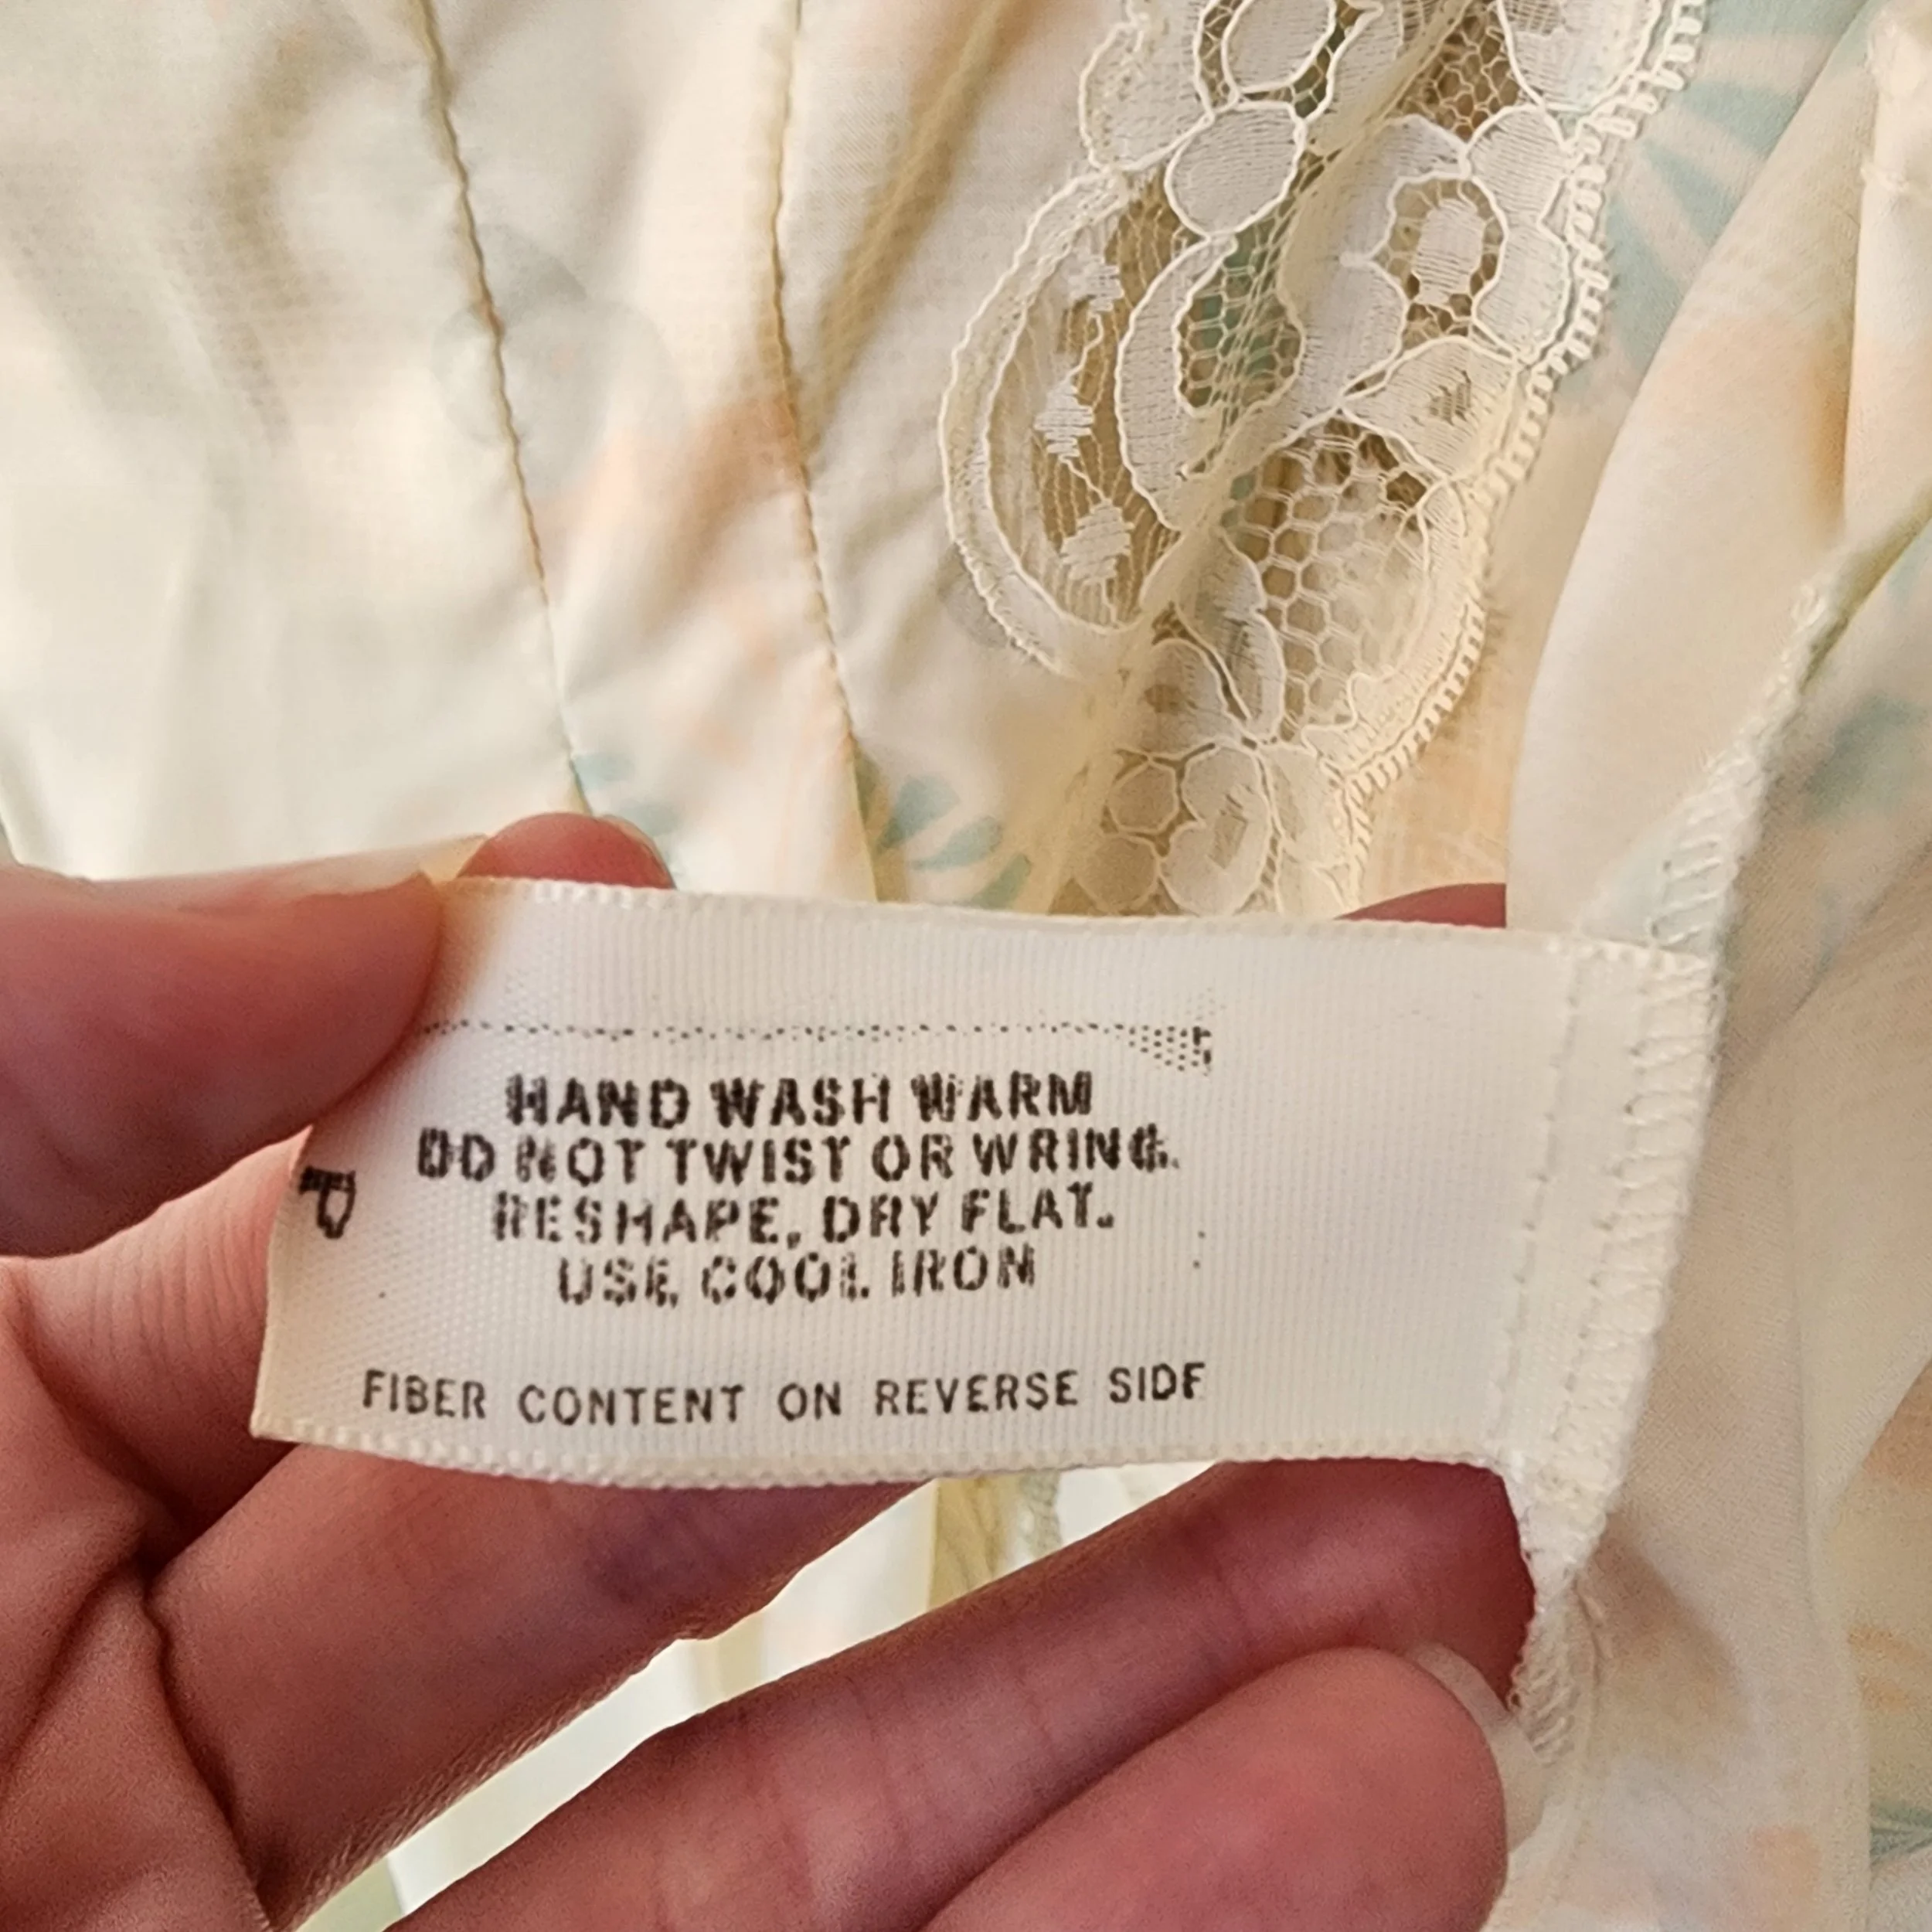 HAND WASH WARM
DO NOT TWIST OR WRING.
RESHAPE, DRY FLAT.
USE COOL IRON
P
FIBER CONTENT ON REVERSE SIDE